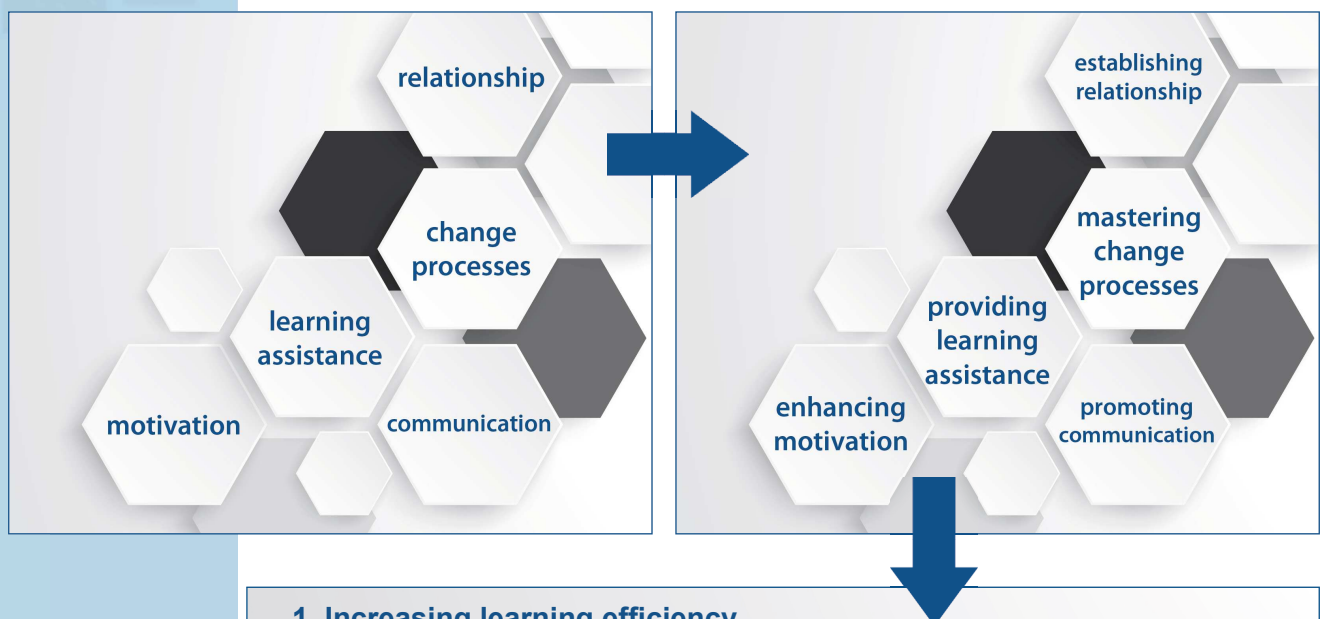 relationship
change
processes
learning
assistance
motivation
communication
establishing
relationship
mastering
change
processes
providing
learning
assistance
enhancing
motivation
promoting
communication
1. Increasing learning efficiency